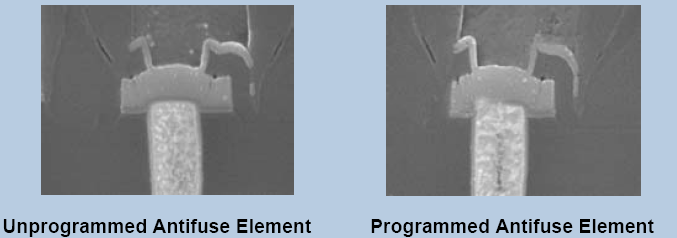 Unprogrammed Antifuse Element
Programmed Antifuse Element